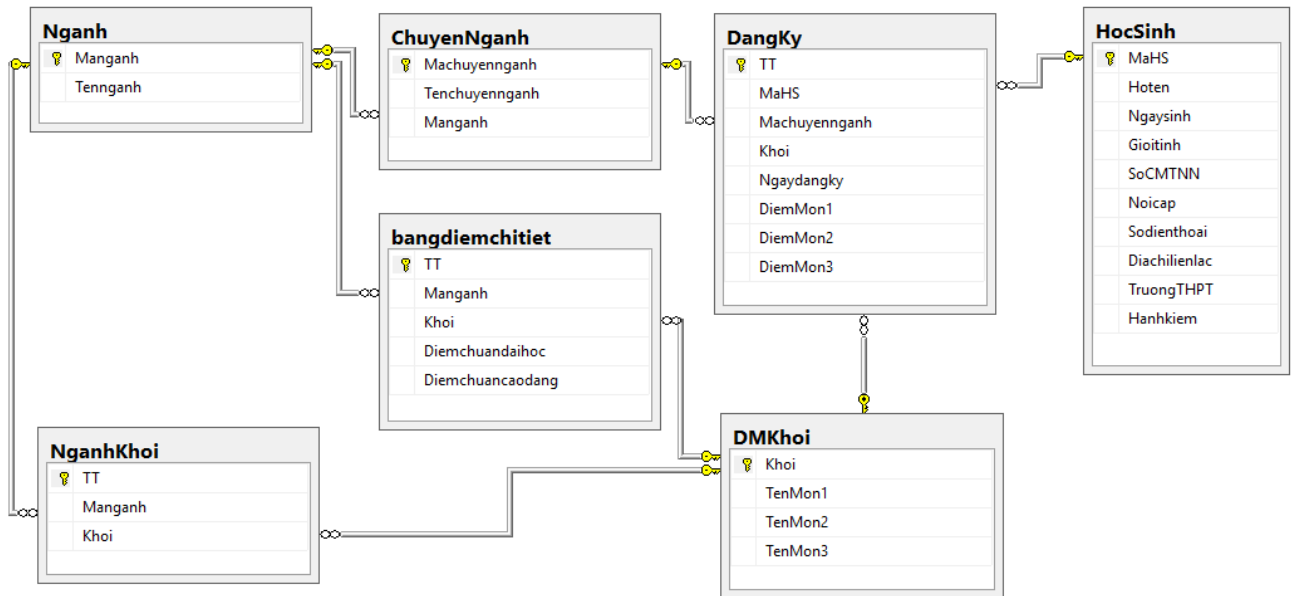 Nganh
Manganh
Tennganh
ChuyenNganh
Machuyennganh
Tenchuyennganh
Manganh
DangKy
TT
MaHS
Machuyennganh
Khoi
Ngaydangky
DiemMon1
DiemMon2
DiemMon3
HocSinh
MaHS
Hoten
Ngaysinh
Gioitinh
SoCMTNN
Noicap
Sodienthoai
Diachilienlac
TruongTHPT
Hanhkiem
bangdiemchitiet
TT
Manganh
Khoi
Diemchuandaihoc
Diemchuancaodang
NganhKhoi
TT
Manganh
Khoi
DMKhoi
Khoi
TenMon1
TenMon2
TenMon3